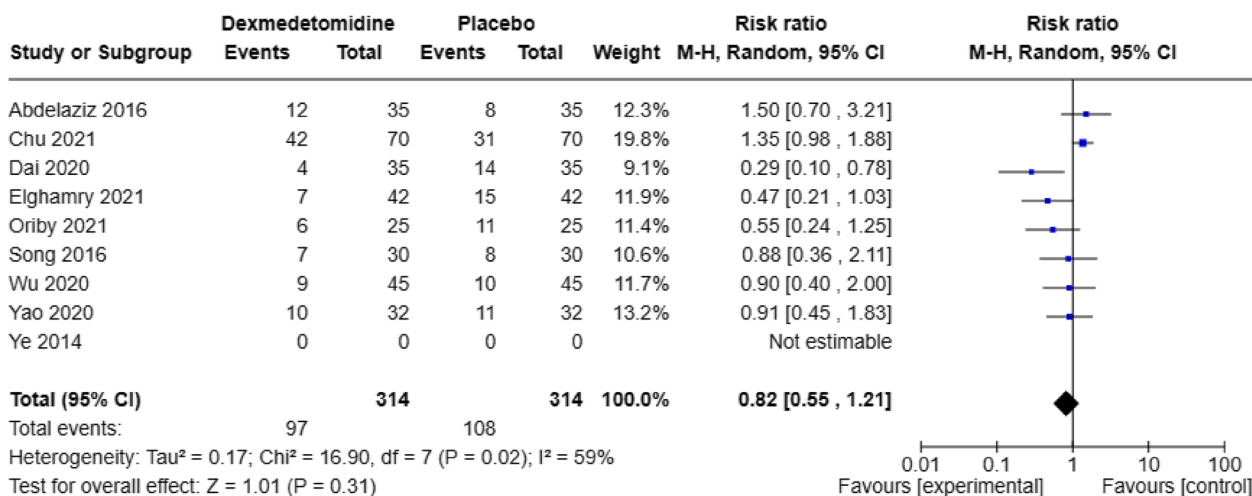 Dexmedetomidine Placebo Risk ratio Risk ratio
Study or Subgroup Events Total Events Total Weight M-H, Random, 95% CI M-H, Random, 95% CI
Abdelaziz 2016 12 35 8 35 12.3% 1.50 [0.70 , 3.21]
Chu 2021 42 70 31 70 19.8% 1.35 [0.98 , 1.88]
Dai 2020 4 35 14 35 9.1% 0.29 [0.10 , 0.78]
Elghamry 2021 7 42 15 42 11.9% 0.47 [0.21 , 1.03]
Oriby 2021 6 25 11 25 11.4% 0.55 [0.24 , 1.25]
Song 2016 7 30 8 30 10.6% 0.88 [0.36 , 2.11]
Wu 2020 9 45 10 45 11.7% 0.90 [0.40 , 2.00]
Yao 2020 10 32 11 32 13.2% 0.91 [0.45 , 1.83]
Ye 2014 0 0 0 0 Not estimable
Total (95% CI) 314 314 100.0% 0.82 [0.55 , 1.21]
Total events: 97 108
Heterogeneity: Tau² = 0.17; Chi² = 16.90, df = 7 (P = 0.02); I² = 59%
0.01 0.1 1 10 100
Test for overall effect: Z = 1.01 (P = 0.31) Favours [experimental] Favours [control]